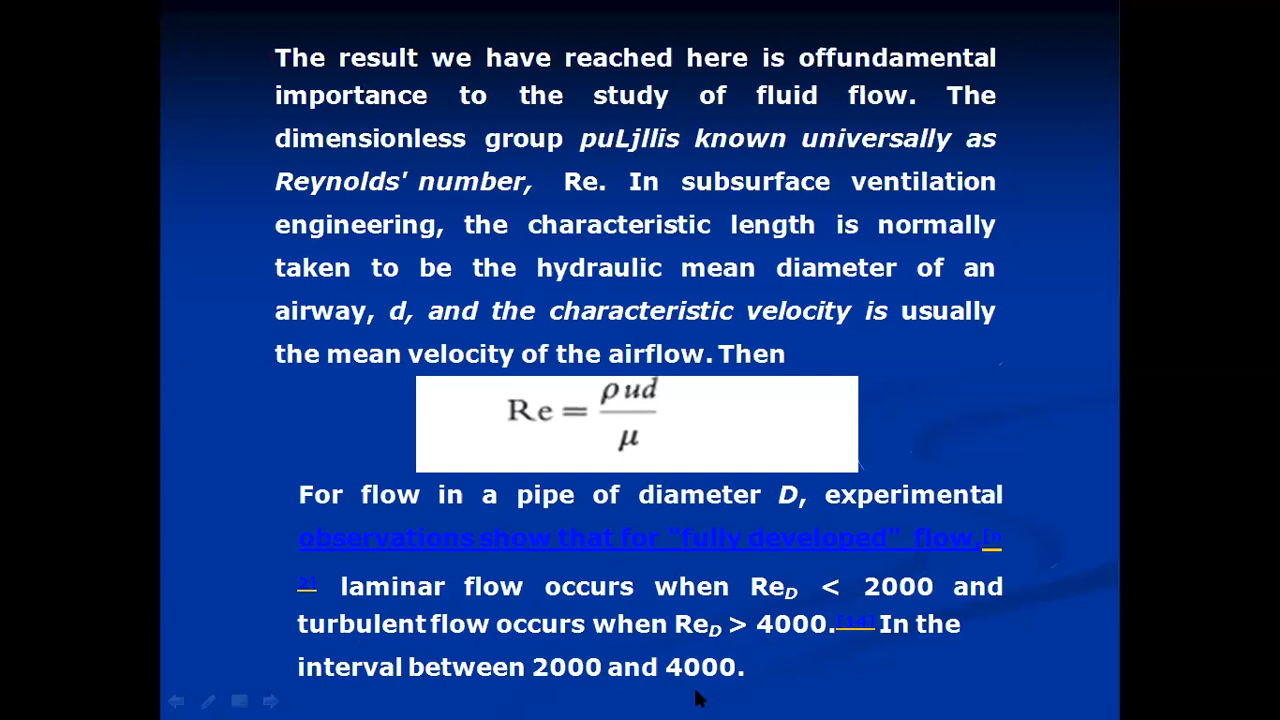 The result we have reached here is offundamental
importance to the study of fluid flow. The
dimensionless group puLjllis known universally as
Reynolds' number, Re. In subsurface ventilation
engineering, the characteristic length is normally
taken to be the hydraulic mean diameter of an
airway, d, and the characteristic velocity is usually
the mean velocity of the airflow. Then
Re = ρud / μ
For flow in a pipe of diameter D, experimental
observations show that for "fully developed" flow,[n
2] laminar flow occurs when ReD < 2000 and
turbulent flow occurs when ReD > 4000.[14] In the
interval between 2000 and 4000.